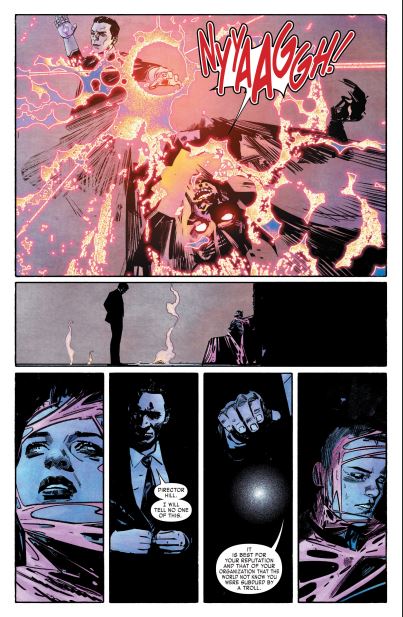 NYYAAGGH!
DIRECTOR
HILL.
I WILL
TELL NO ONE
OF THIS.
IT
IS BEST FOR
YOUR REPUTATION
AND THAT OF YOUR
ORGANIZATION THAT THE
WORLD NOT KNOW YOU
WERE SUBDUED BY
A TROLL.